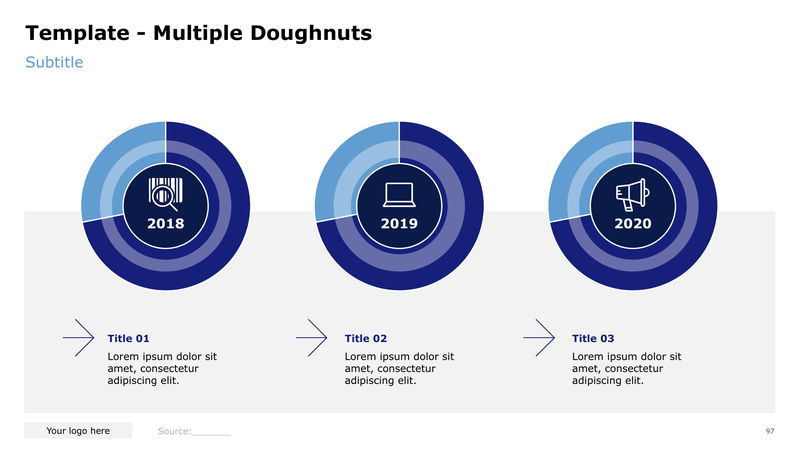 Template - Multiple Doughnuts
Subtitle
2018
2019
2020
Title 01
Lorem ipsum dolor sit
amet, consectetur
adipiscing elit.
Title 02
Lorem ipsum dolor sit
amet, consectetur
adipiscing elit.
Title 03
Lorem ipsum dolor sit
amet, consectetur
adipiscing elit.
Your logo here
Source:_______
97